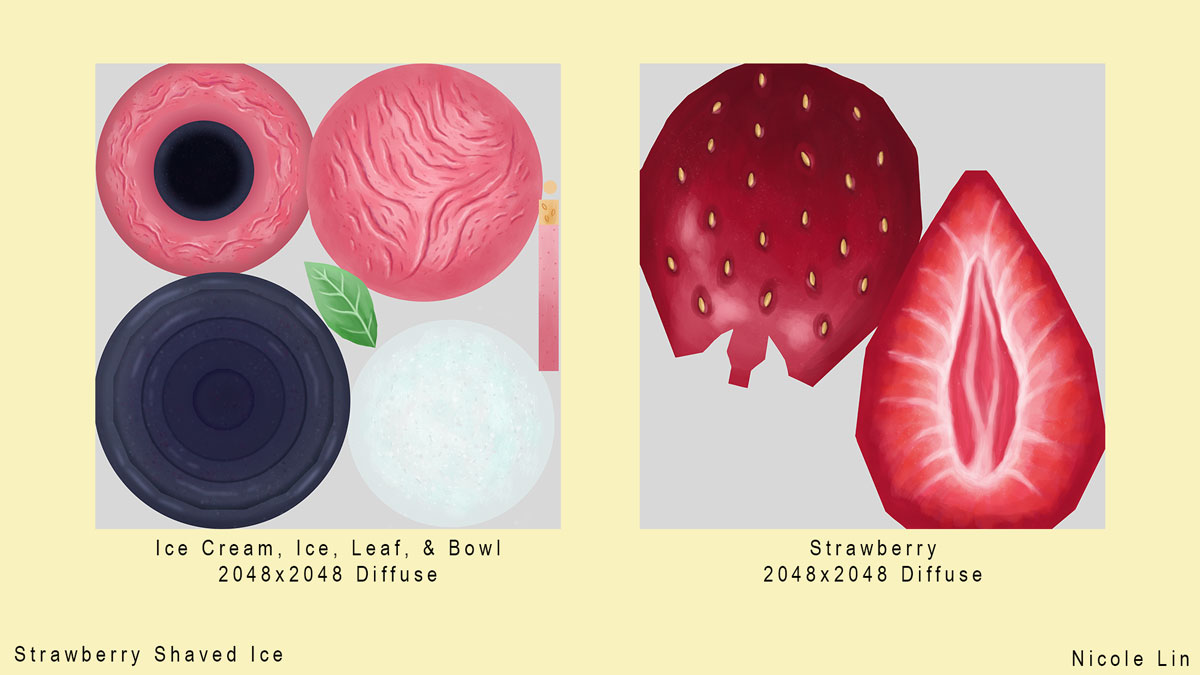 Ice Cream, Ice, Leaf, & Bowl
2048x2048 Diffuse
Strawberry
2048x2048 Diffuse
Strawberry Shaved Ice
Nicole Lin